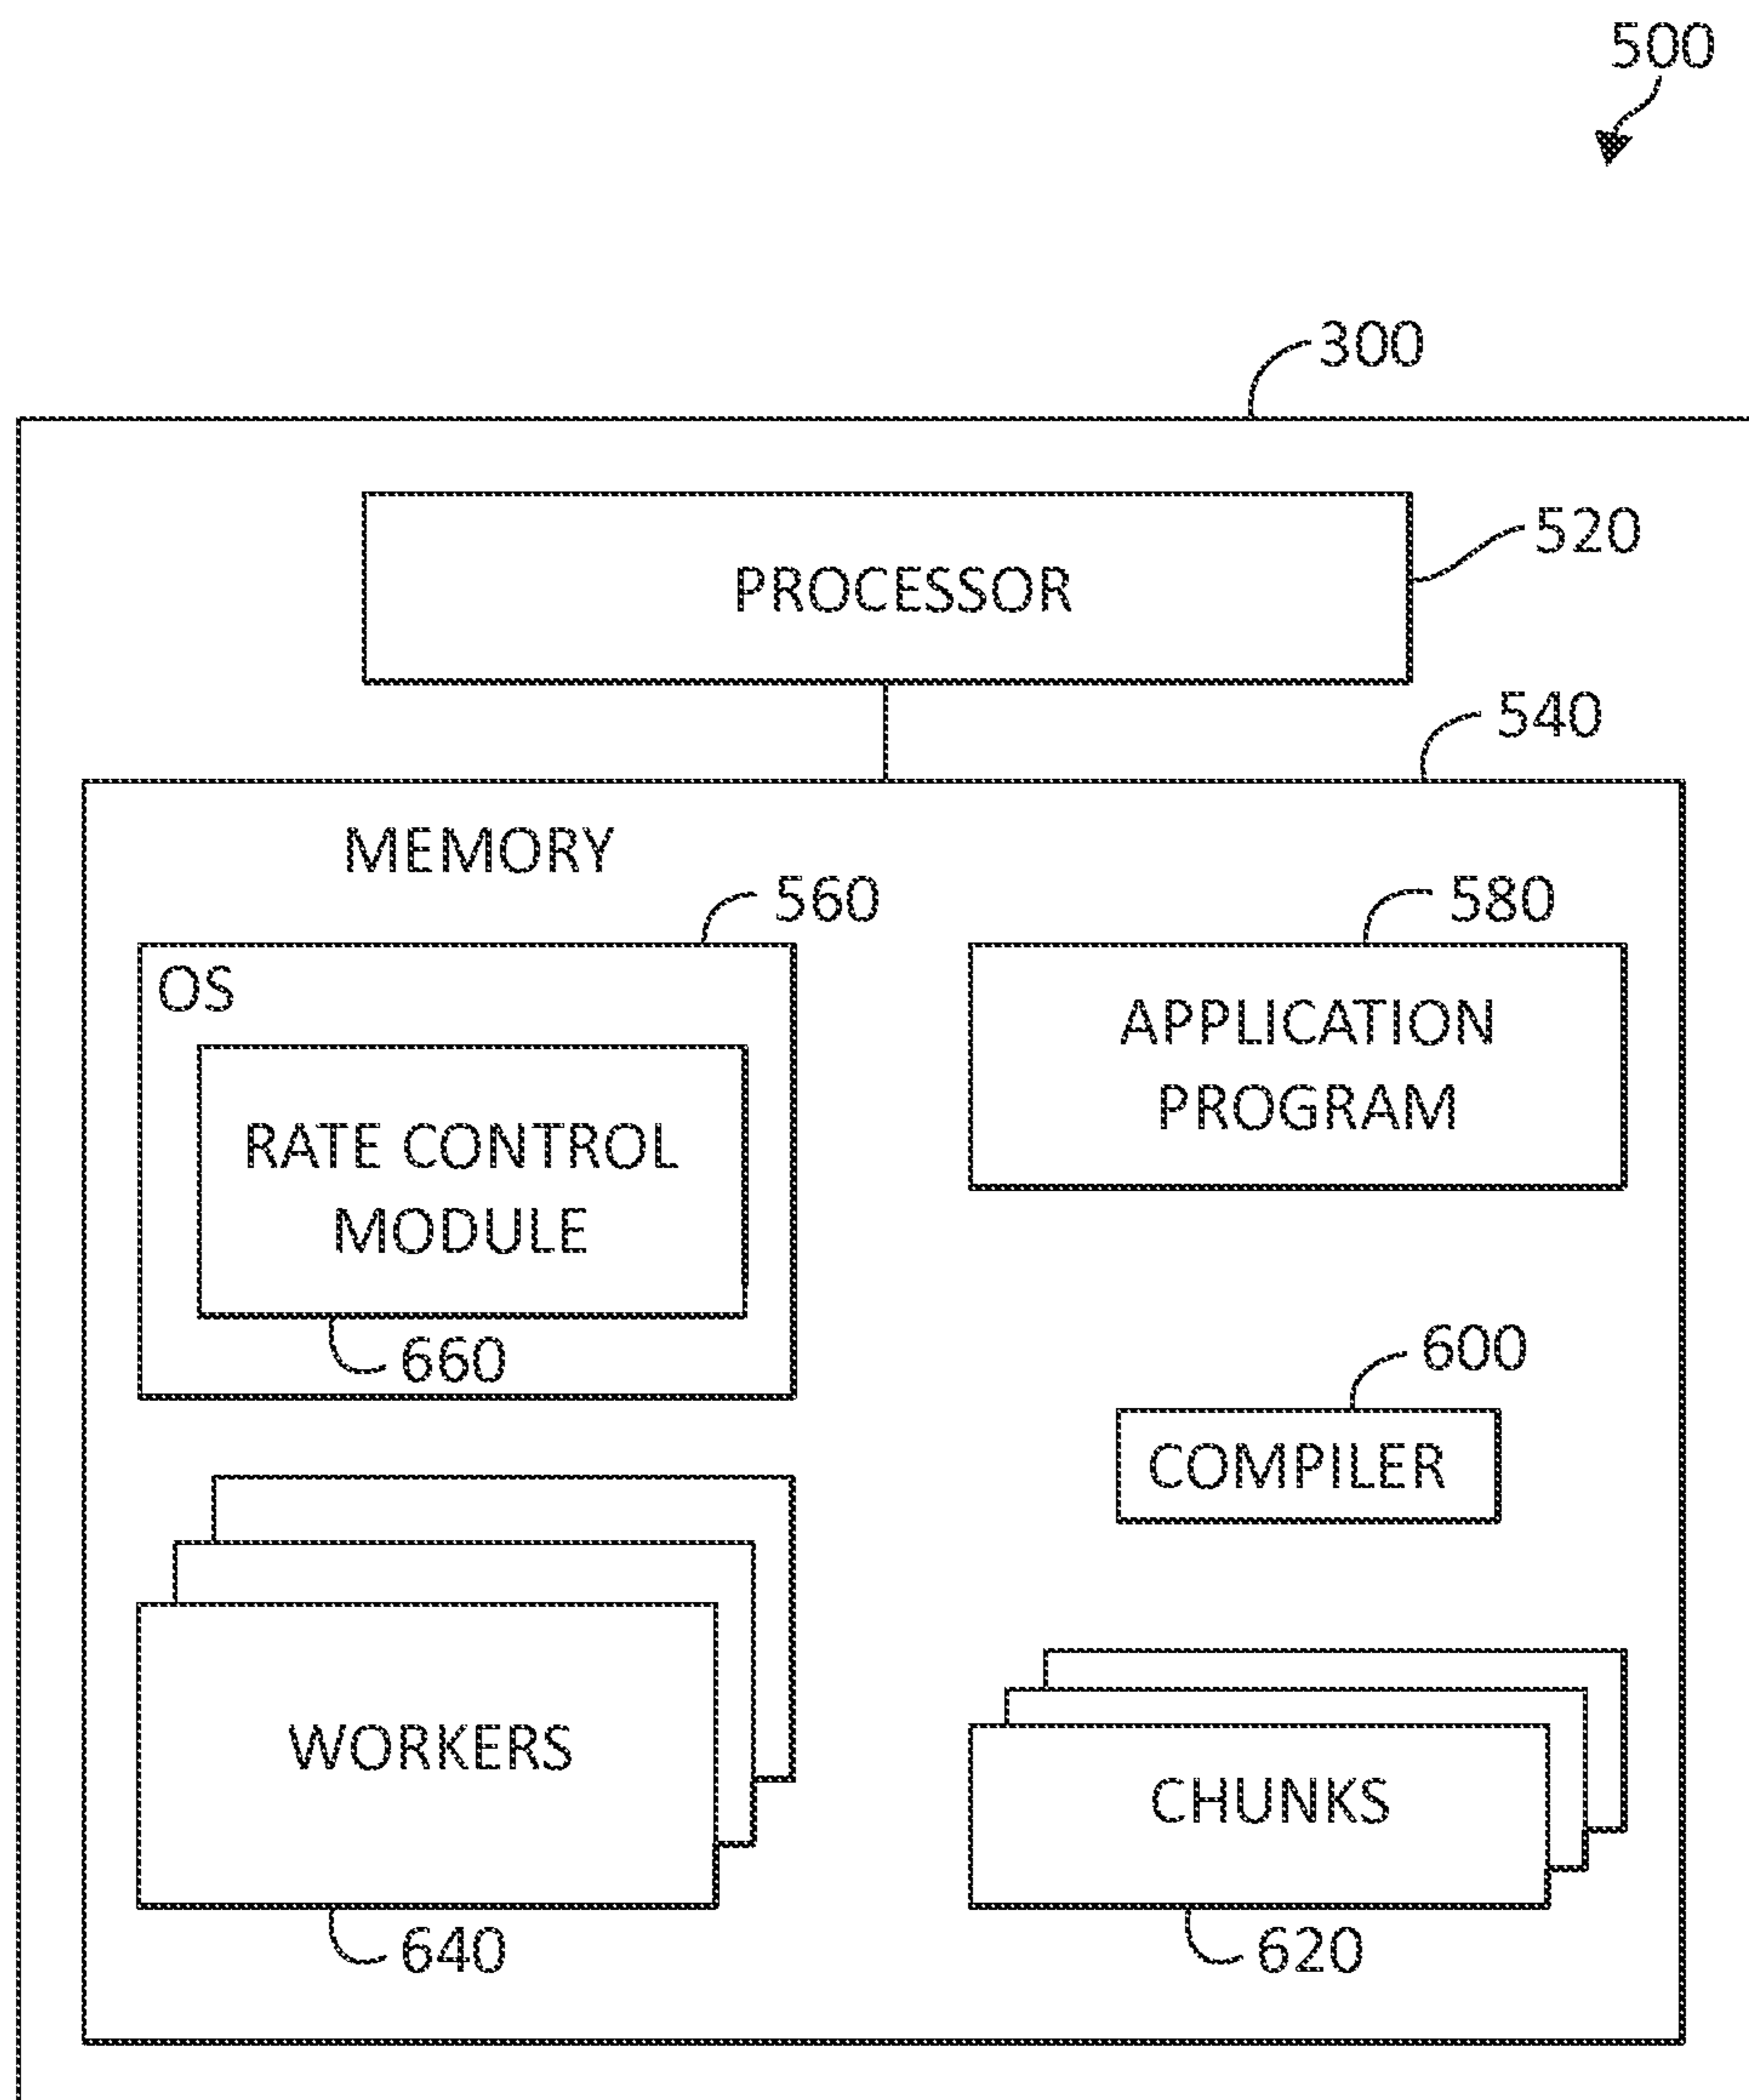 500
300
PROCESSOR
520
540
MEMORY
560
580
OS
APPLICATION
PROGRAM
RATE CONTROL
MODULE
660
600
COMPILER
WORKERS
CHUNKS
640
620